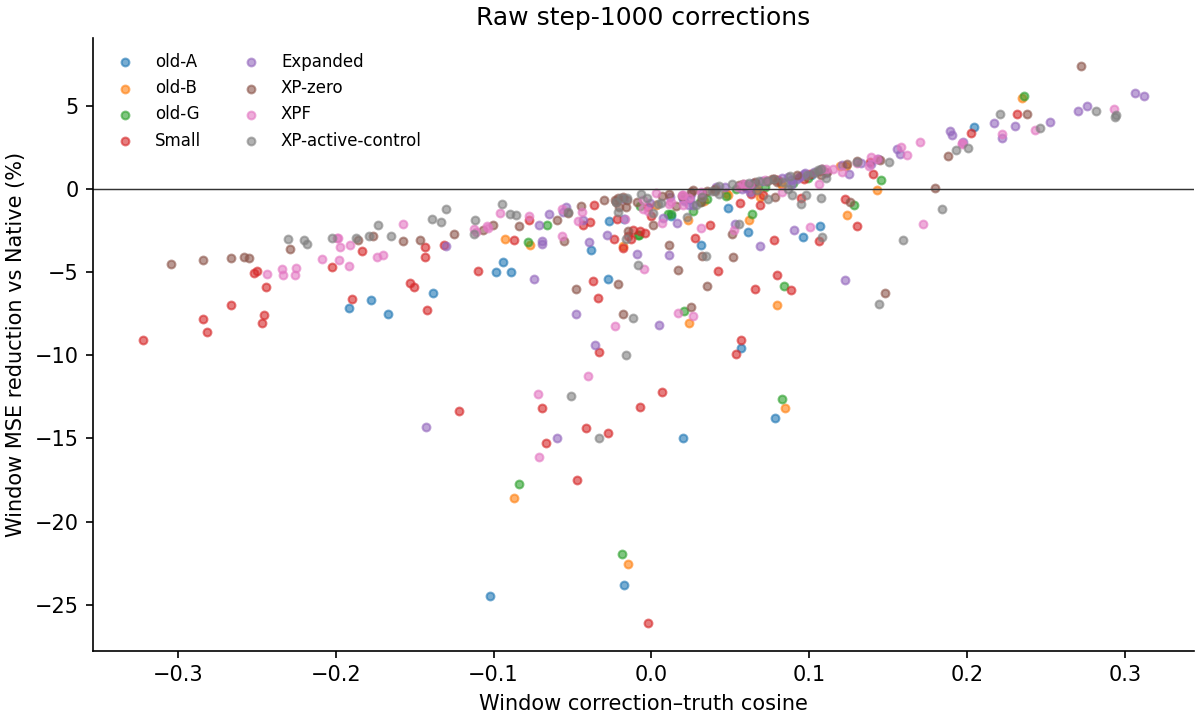 Raw step-1000 corrections
old-A
old-B
old-G
Small
Expanded
XP-zero
XPF
XP-active-control
Window MSE reduction vs Native (%)
5
0
−5
−10
−15
−20
−25
−0.3
−0.2
−0.1
0.0
0.1
0.2
0.3
Window correction–truth cosine